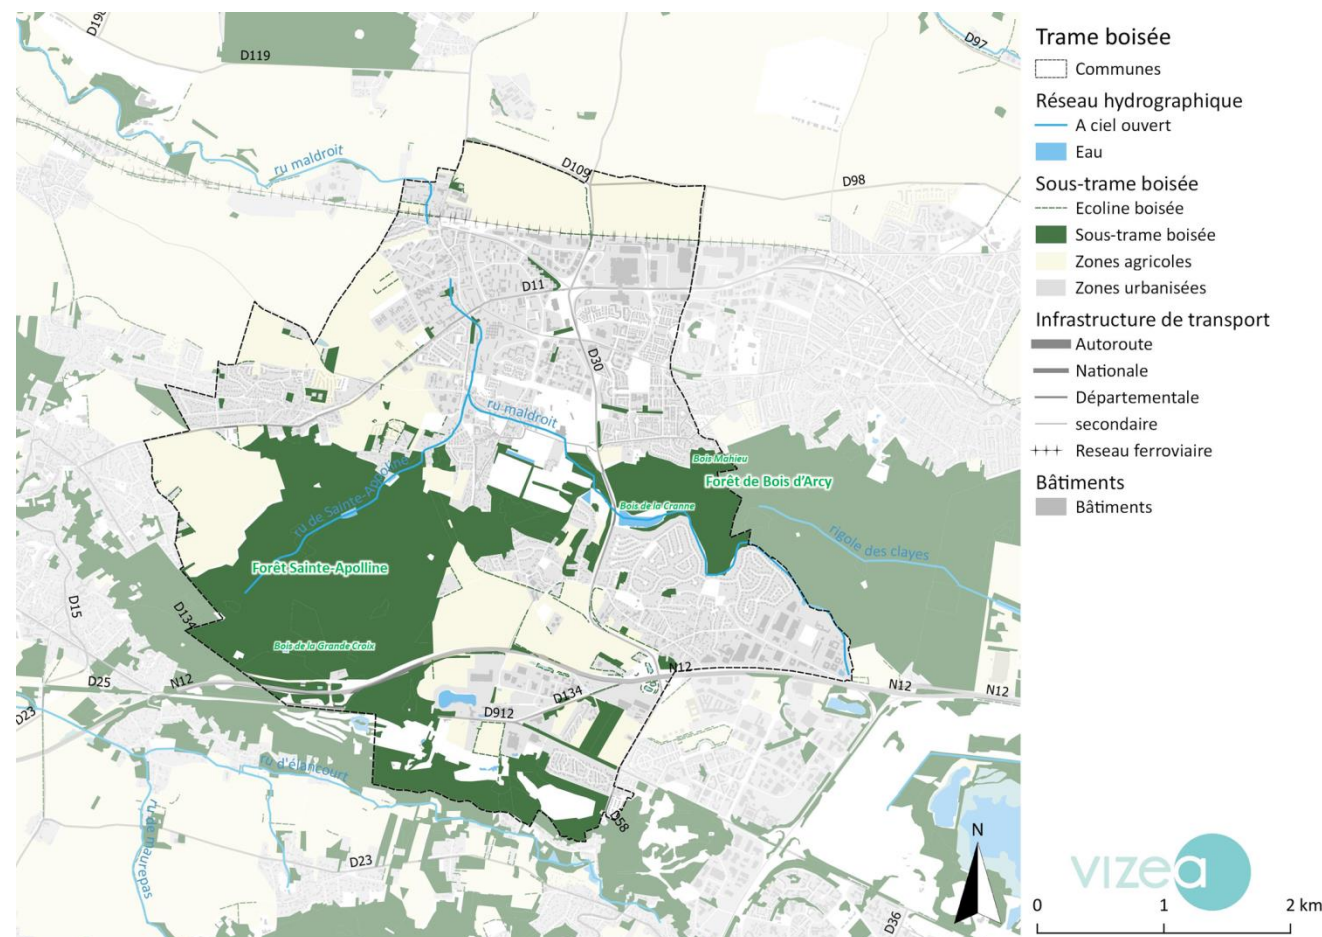 D190
D119
D97
ru maldroit
D109
D98
D11
D30
ru maldroit
Bois Mahieu
Forêt de Bois d'Arcy
ru de Sainte-Apolline
Bois de la Cranne
rigole des clayes
Forêt Sainte-Apolline
D15
D134
Bois de la Grande Croix
N12
D25
N12
N12
N12
D134
D912
D23
ru d'élancourt
ru de maurepas
D58
D23
D36
N
Trame boisée
Communes
Réseau hydrographique
A ciel ouvert
Eau
Sous-trame boisée
Ecoline boisée
Sous-trame boisée
Zones agricoles
Zones urbanisées
Infrastructure de transport
Autoroute
Nationale
Départementale
secondaire
Reseau ferroviaire
Bâtiments
Bâtiments
vizea
0 1 2 km